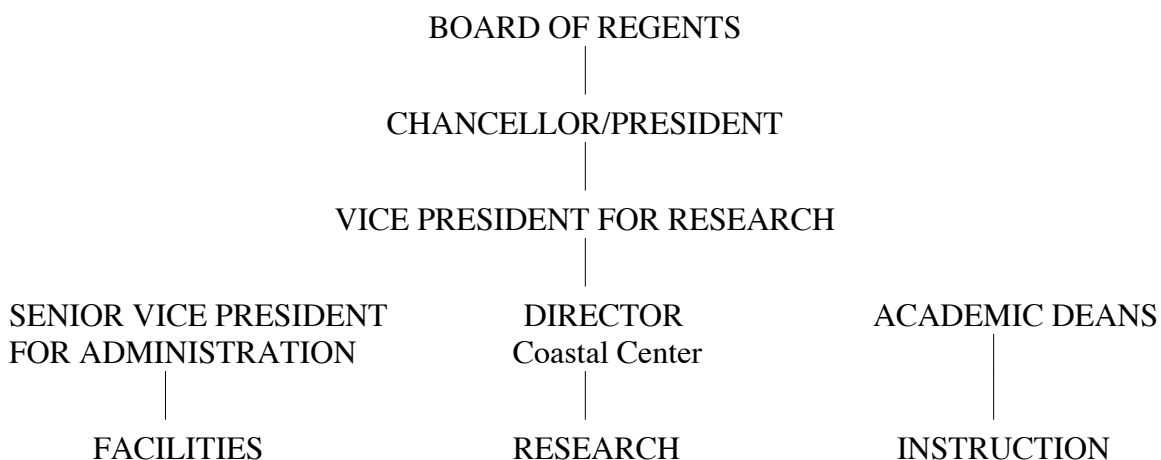 BOARD OF REGENTS
CHANCELLOR/PRESIDENT
VICE PRESIDENT FOR RESEARCH
SENIOR VICE PRESIDENT
FOR ADMINISTRATION
DIRECTOR
Coastal Center
ACADEMIC DEANS
FACILITIES
RESEARCH
INSTRUCTION